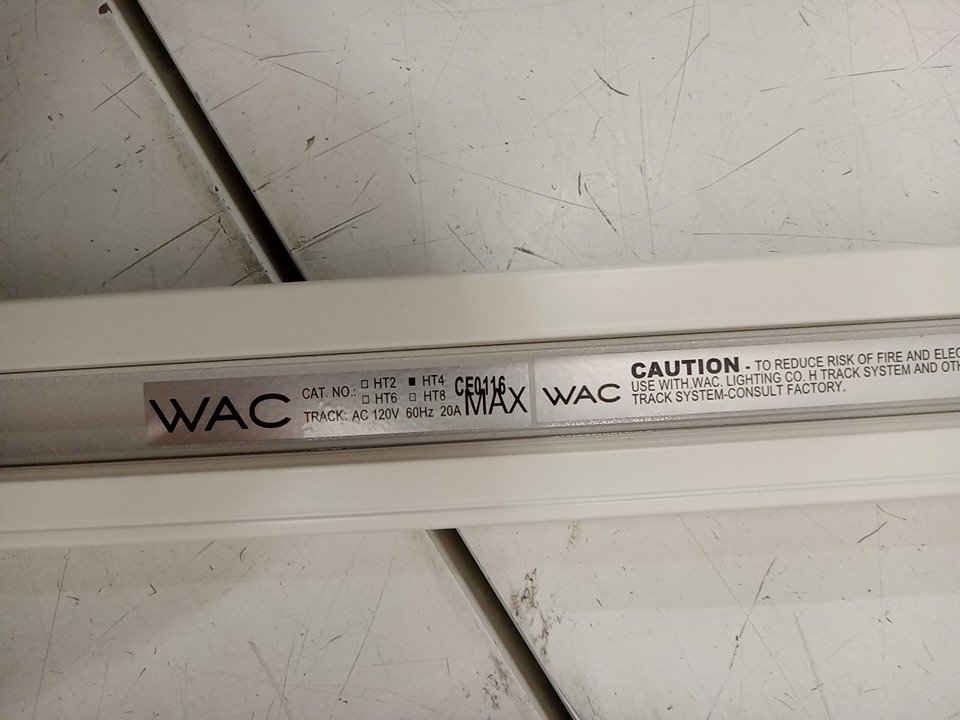 WAC
CAT. NO.: □ HT2 ■ HT4 CE0116
□ HT6 □ HT8 MAX
TRACK: AC 120V 60Hz 20A
WAC
CAUTION - TO REDUCE RISK OF FIRE AND ELEC
USE WITH WAC. LIGHTING CO. H TRACK SYSTEM AND OTH
TRACK SYSTEM-CONSULT FACTORY.